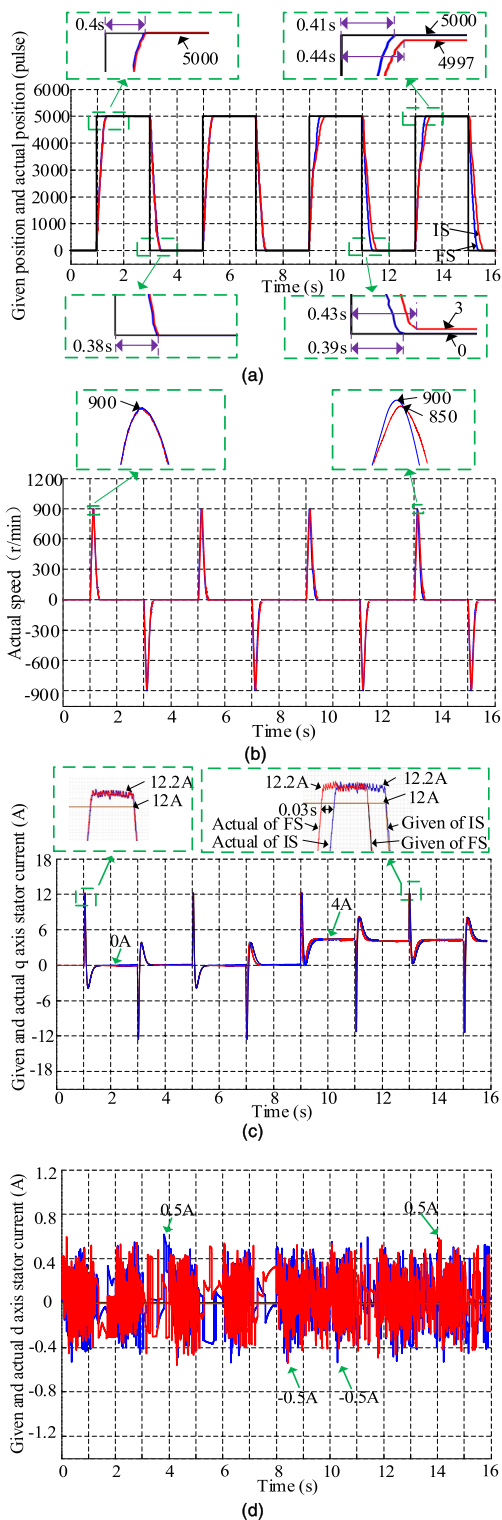 0.4s
5000
0.41s
5000
0.44s
4997
Given position and actual position (pulse)
6000
5000
4000
3000
2000
1000
0
IS
FS
0 2 4 6 8 10 12 14 16
Time (s)
0.38s
0.43s
3
0.39s
0
(a)
900
900
850
Actual speed (r/min)
1200
900
600
300
0
-300
-600
-900
0 2 4 6 8 10 12 14 16
Time (s)
(b)
12.2A
12A
12.2A
12.2A
12A
0.03s
Actual of FS
Given of IS
Actual of IS
Given of FS
Given and actual q axis stator current (A)
18
12
6
0
-6
-12
-18
0A
4A
0 2 4 6 8 10 12 14 16
Time (s)
(c)
Given and actual d axis stator current (A)
1.2
0.8
0.4
0
-0.4
-0.8
-1.2
0.5A
0.5A
-0.5A
-0.5A
0 2 4 6 8 10 12 14 16
Time (s)
(d)